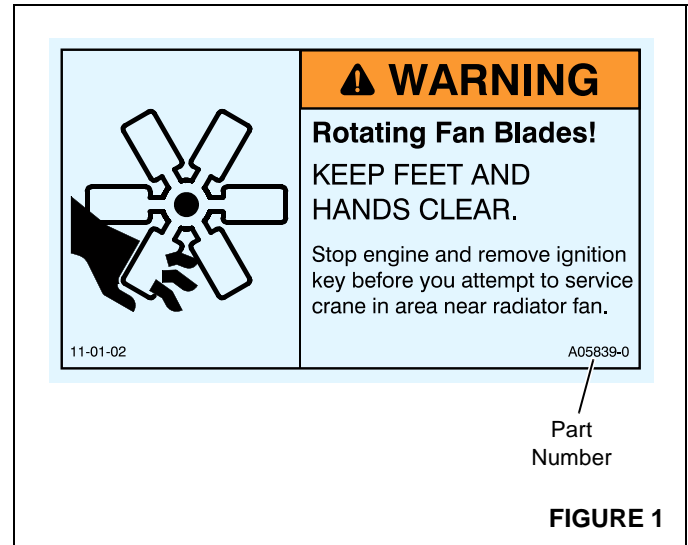 WARNING
Rotating Fan Blades!
KEEP FEET AND
HANDS CLEAR.
Stop engine and remove ignition
key before you attempt to service
crane in area near radiator fan.
11-01-02
A05839-0
Part
Number
FIGURE 1